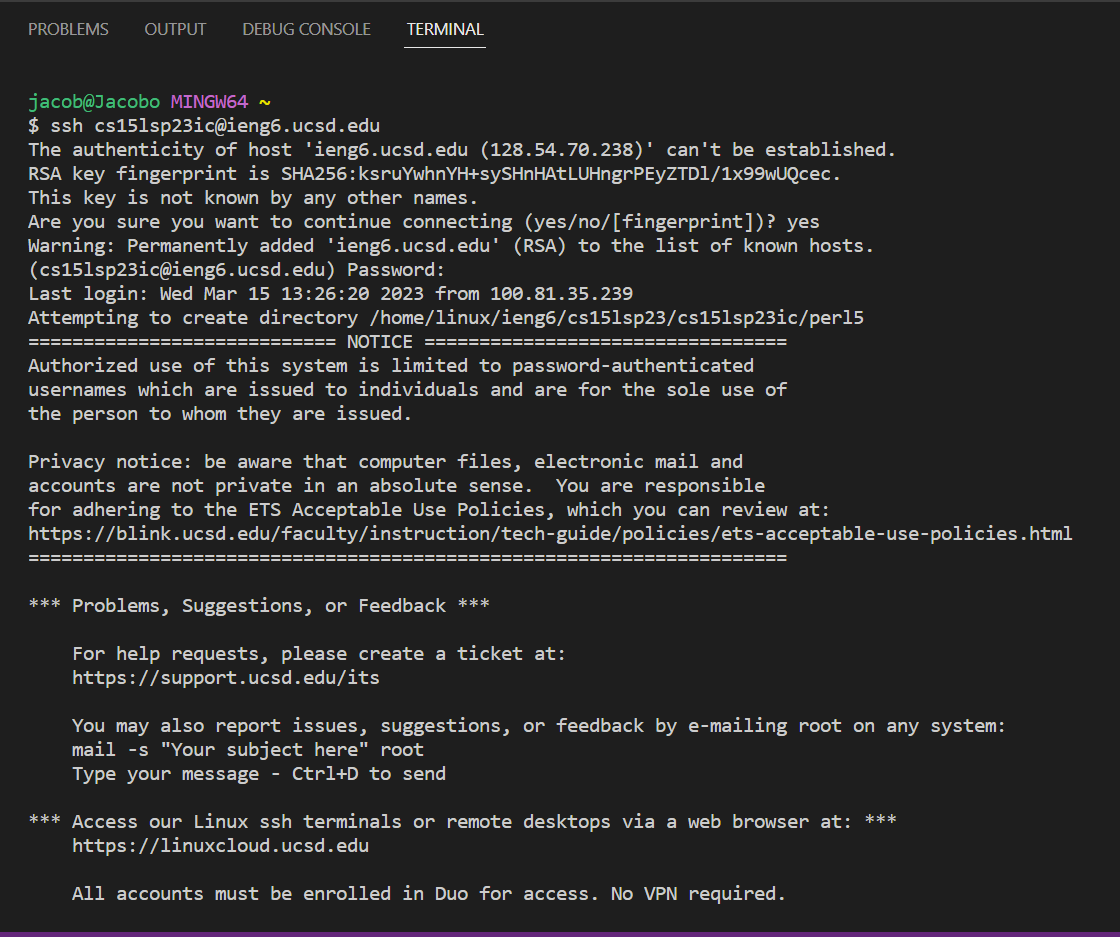 PROBLEMS OUTPUT DEBUG CONSOLE TERMINAL
jacob@Jacobo MINGW64 ~
$ ssh cs15lsp23ic@ieng6.ucsd.edu
The authenticity of host 'ieng6.ucsd.edu (128.54.70.238)' can't be established.
RSA key fingerprint is SHA256:ksruYwhnYH+sySHnHAtLUHngrPEyZTDl/1x99wUQcec.
This key is not known by any other names.
Are you sure you want to continue connecting (yes/no/[fingerprint])? yes
Warning: Permanently added 'ieng6.ucsd.edu' (RSA) to the list of known hosts.
(cs15lsp23ic@ieng6.ucsd.edu) Password:
Last login: Wed Mar 15 13:26:20 2023 from 100.81.35.239
Attempting to create directory /home/linux/ieng6/cs15lsp23/cs15lsp23ic/perl5
============================ NOTICE =================================
Authorized use of this system is limited to password-authenticated
usernames which are issued to individuals and are for the sole use of
the person to whom they are issued.
Privacy notice: be aware that computer files, electronic mail and
accounts are not private in an absolute sense.  You are responsible
for adhering to the ETS Acceptable Use Policies, which you can review at:
https://blink.ucsd.edu/faculty/instruction/tech-guide/policies/ets-acceptable-use-policies.html
=====================================================================
*** Problems, Suggestions, or Feedback ***
For help requests, please create a ticket at:
https://support.ucsd.edu/its
You may also report issues, suggestions, or feedback by e-mailing root on any system:
mail -s "Your subject here" root
Type your message - Ctrl+D to send
*** Access our Linux ssh terminals or remote desktops via a web browser at: ***
https://linuxcloud.ucsd.edu
All accounts must be enrolled in Duo for access. No VPN required.